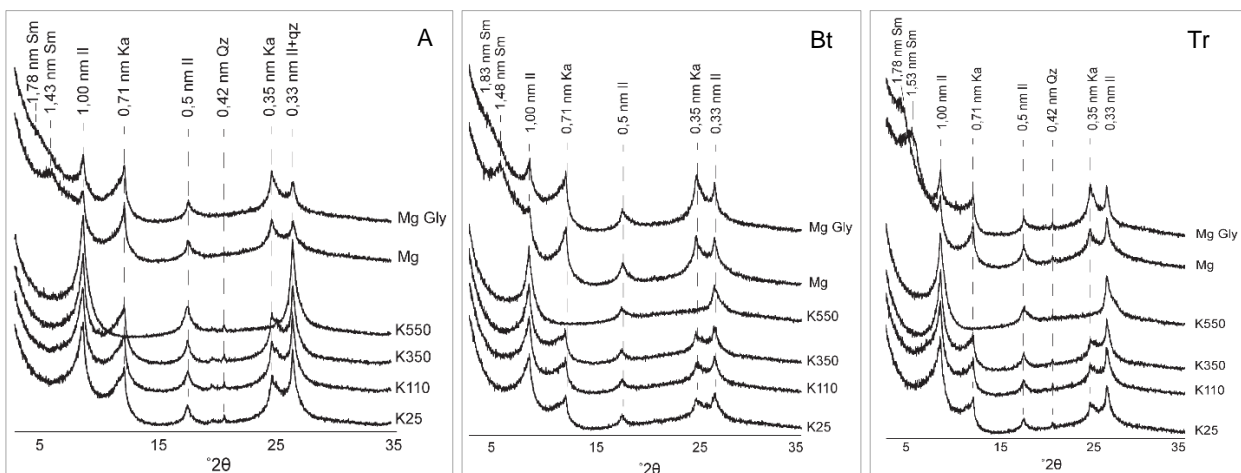 A
1,78 nm Sm
1,43 nm Sm
1,00 nm Il
0,71 nm Ka
0,5 nm Il
0,42 nm Qz
0,35 nm Ka
0,33 nm Il+qz
Mg Gly
Mg
K550
K350
K110
K25
5
15
25
35
°2θ
Bt
1,83 nm Sm
1,48 nm Sm
1,00 nm Il
0,71 nm Ka
0,5 nm Il
0,35 nm Ka
0,33 nm Il
Mg Gly
Mg
K550
K350
K110
K25
5
15
25
35
°2θ
Tr
1,78 nm Sm
1,53 nm Sm
1,00 nm Il
0,71 nm Ka
0,5 nm Il
0,42 nm Qz
0,35 nm Ka
0,33 nm Il
Mg Gly
Mg
K550
K350
K110
K25
5
15
25
35
°2θ